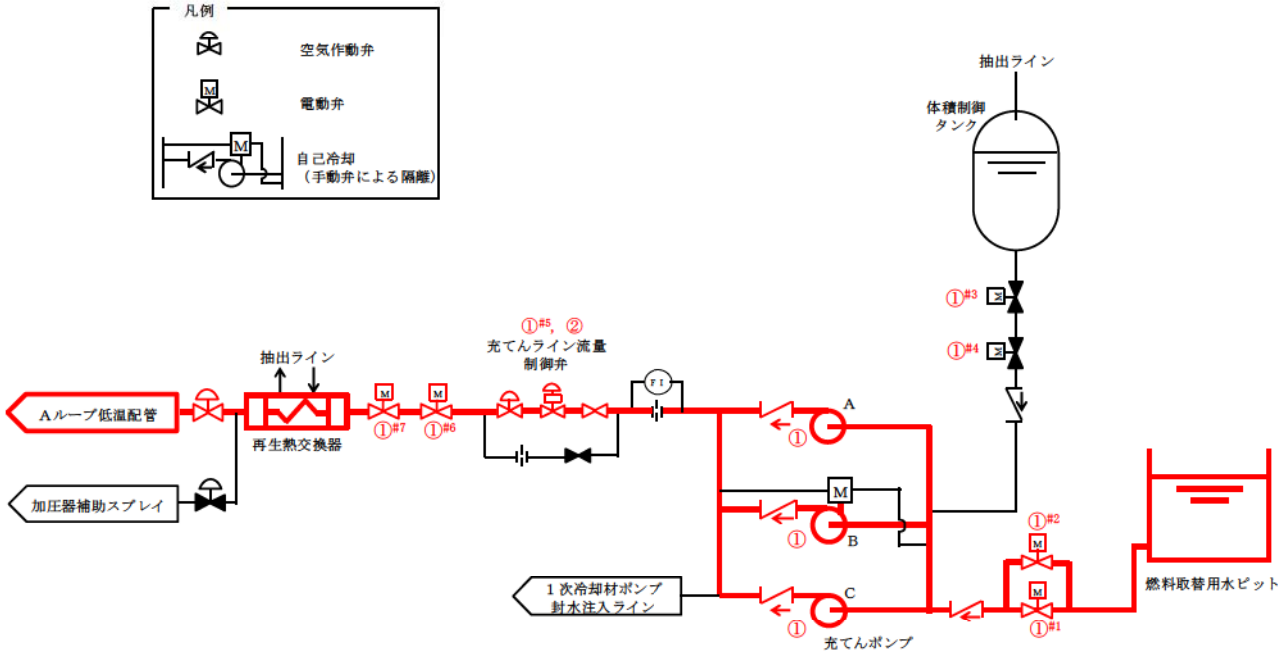 凡例
空気作動弁
M
電動弁
M
自己冷却
（手動弁による隔離）
抽出ライン
体積制御
タンク
①#3
M
①#4
M
①#5, ②
充てんライン流量
制御弁
抽出ライン
FI
M
M
Aループ低温配管
①#7
①#6
再生熱交換器
A
①
加圧器補助スプレイ
M
①
B
①#2
M
燃料取替用水ピット
1次冷却材ポンプ
封水注入ライン
C
M
①
①#1
充てんポンプ